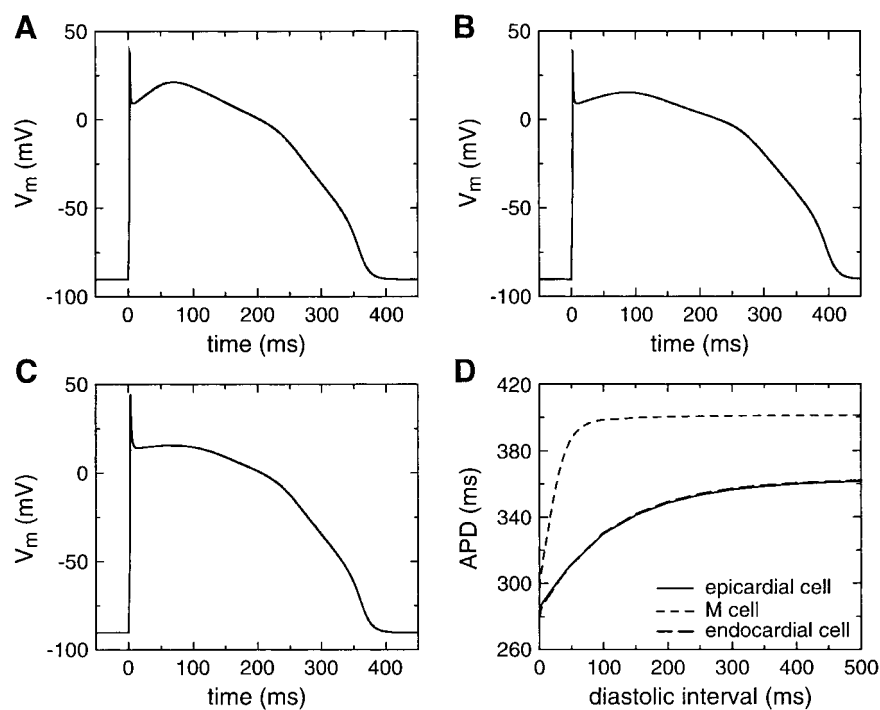 A
50
0
-50
-100
Vm (mV)
0 100 200 300 400
time (ms)
B
50
0
-50
-100
Vm (mV)
0 100 200 300 400
time (ms)
C
50
0
-50
-100
Vm (mV)
0 100 200 300 400
time (ms)
D
420
380
340
300
260
APD (ms)
epicardial cell
M cell
endocardial cell
0 100 200 300 400 500
diastolic interval (ms)